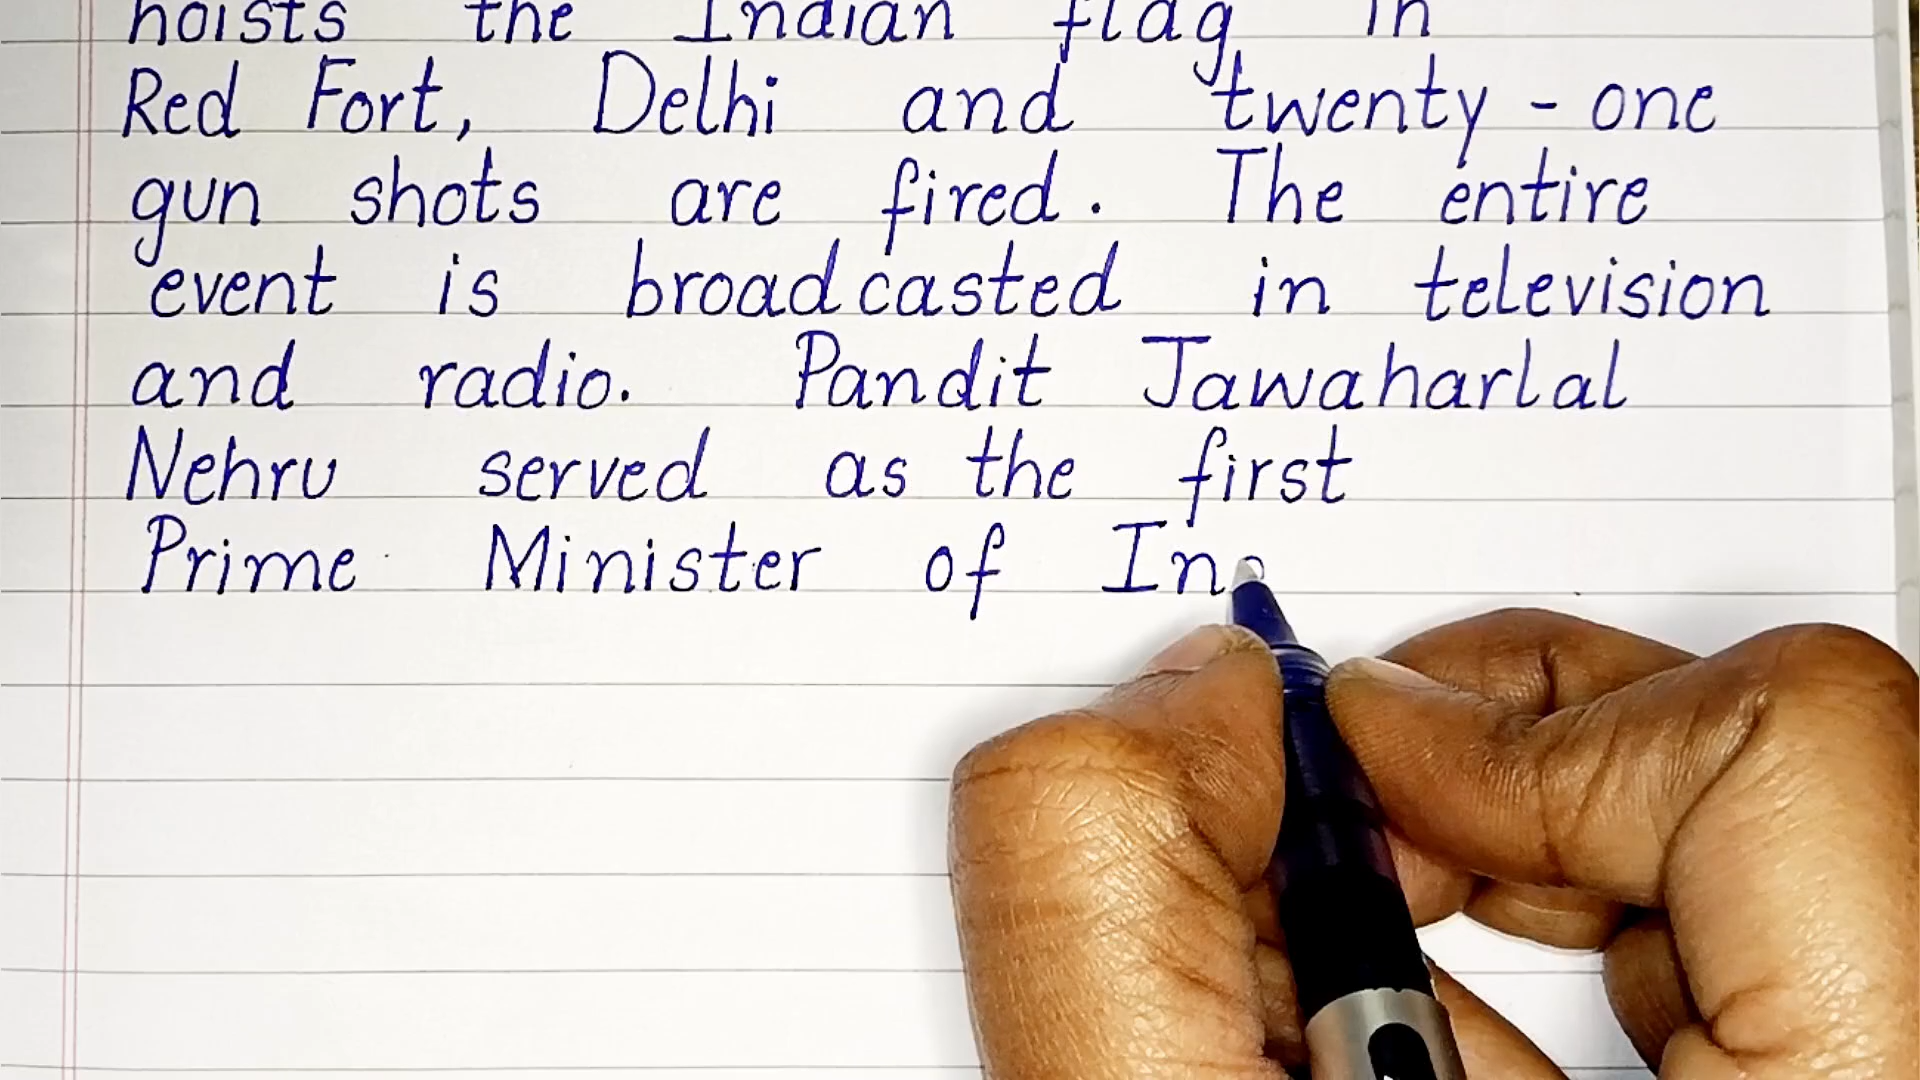 hoists the Indian flag in
Red Fort, Delhi and twenty-one
gun shots are fired. The entire
event is broadcasted in television
and radio. Pandit Jawaharlal
Nehru served as the first
Prime Minister of In